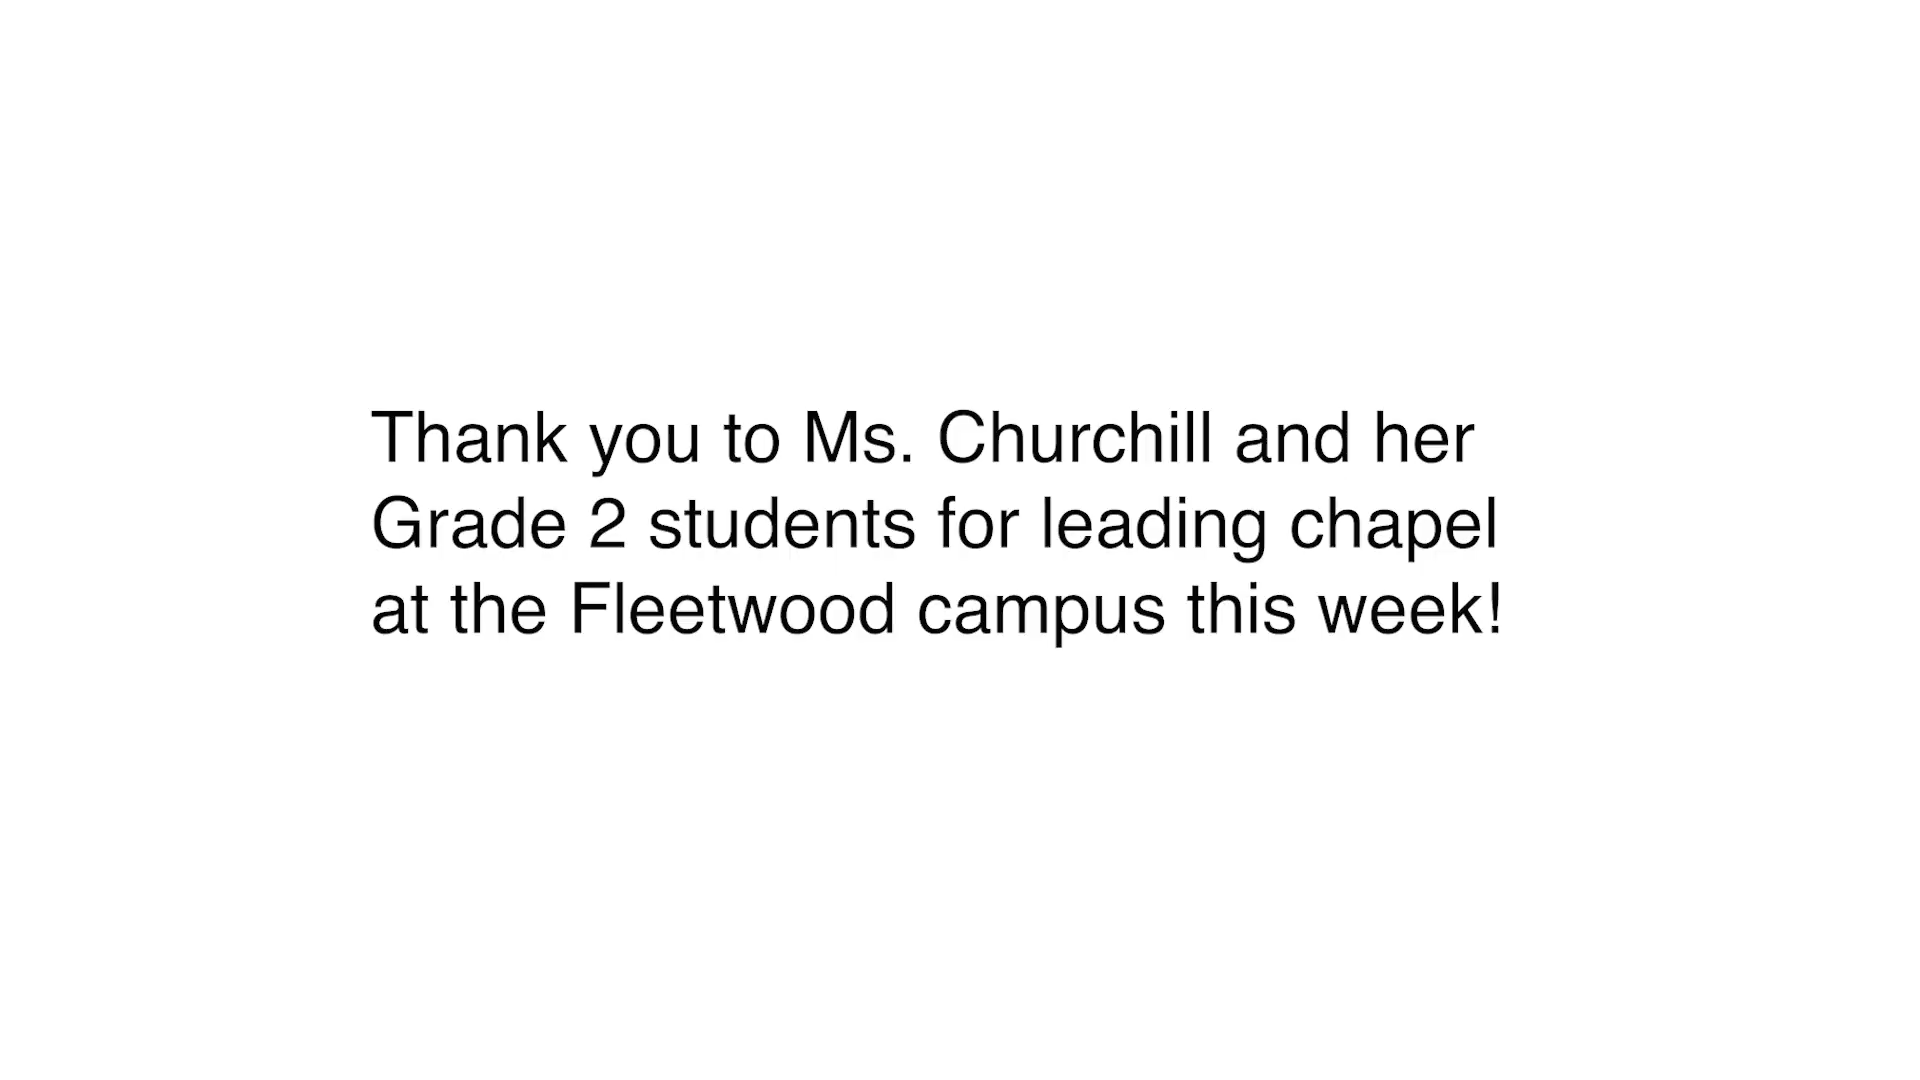 Thank you to Ms. Churchill and her
Grade 2 students for leading chapel
at the Fleetwood campus this week!